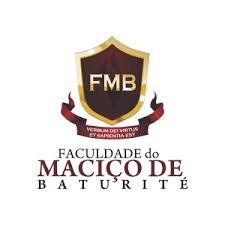 FMB
VERBUM DEI VIRTUS
ET SAPIENTIA EST
FACULDADE do
MACIÇO DE
BATURITÉ